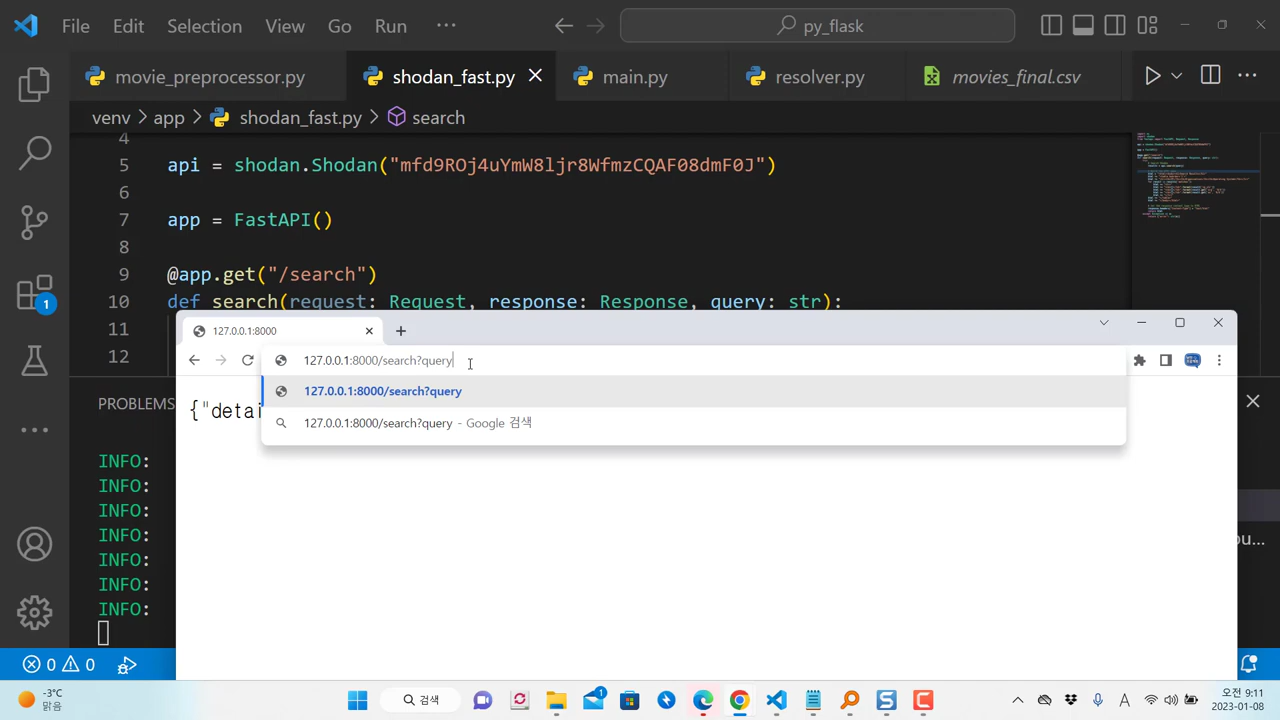 File Edit Selection View Go Run ··· py_flask
movie_preprocessor.py shodan_fast.py main.py resolver.py movies_final.csv ···
venv > app > shodan_fast.py > search
4
5 api = shodan.Shodan("mfd9ROj4uYmW8ljr8WfmzCQAF08dmF0J")
6
7 app = FastAPI()
8
9 @app.get("/search")
10 def search(request: Request, response: Response, query: str):
11
12
127.0.0.1:8000
127.0.0.1:8000/search?query
127.0.0.1:8000/search?query
127.0.0.1:8000/search?query - Google 검색
{"detai
PROBLEMS
INFO:
INFO:
INFO:
INFO:
INFO:
INFO:
INFO:
ou...
1
0 0
-3°C
맑음
검색
1
A
오전 9:11
2023-01-08